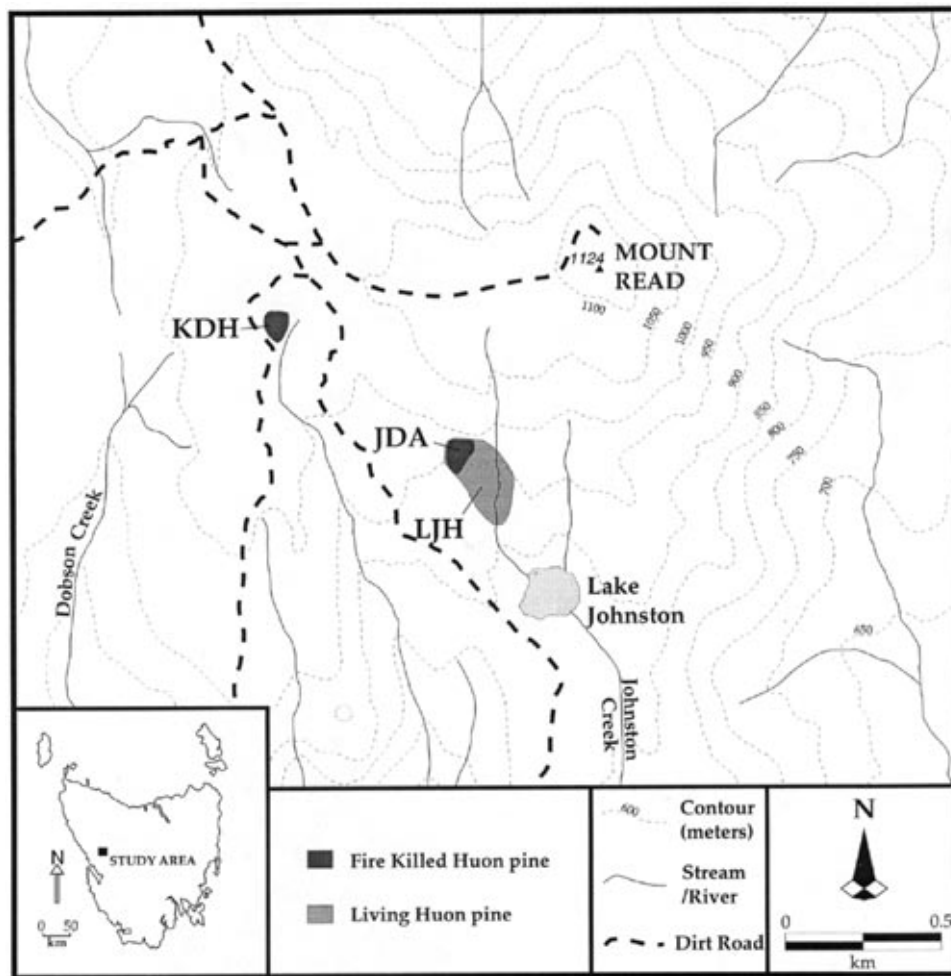 1124
MOUNT
READ
1100
1050
1000
950
900
850
800
750
700
KDH
JDA
LJH
Lake
Johnston
650
Dobson Creek
Johnston
Creek
N
STUDY AREA
0 50
km
Fire Killed Huon pine
Living Huon pine
600
Contour
(meters)
Stream
/River
Dirt Road
N
0 0.5
km